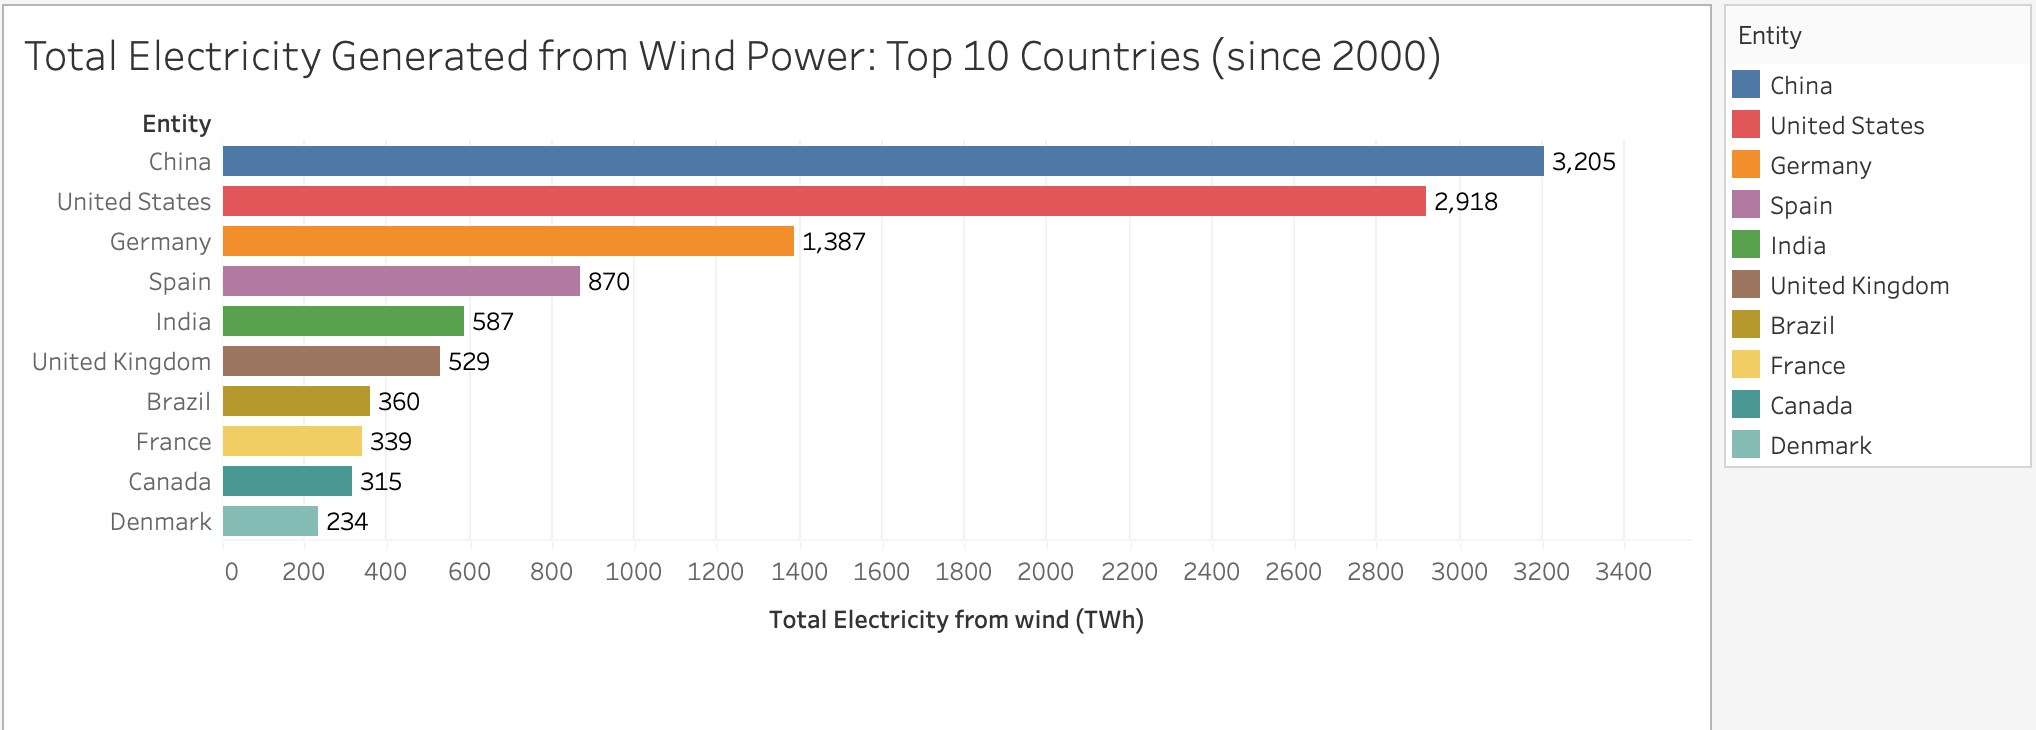 Total Electricity Generated from Wind Power: Top 10 Countries (since 2000)
Entity
China 3,205
United States 2,918
Germany 1,387
Spain 870
India 587
United Kingdom 529
Brazil 360
France 339
Canada 315
Denmark 234
0 200 400 600 800 1000 1200 1400 1600 1800 2000 2200 2400 2600 2800 3000 3200 3400
Total Electricity from wind (TWh)
Entity
China
United States
Germany
Spain
India
United Kingdom
Brazil
France
Canada
Denmark